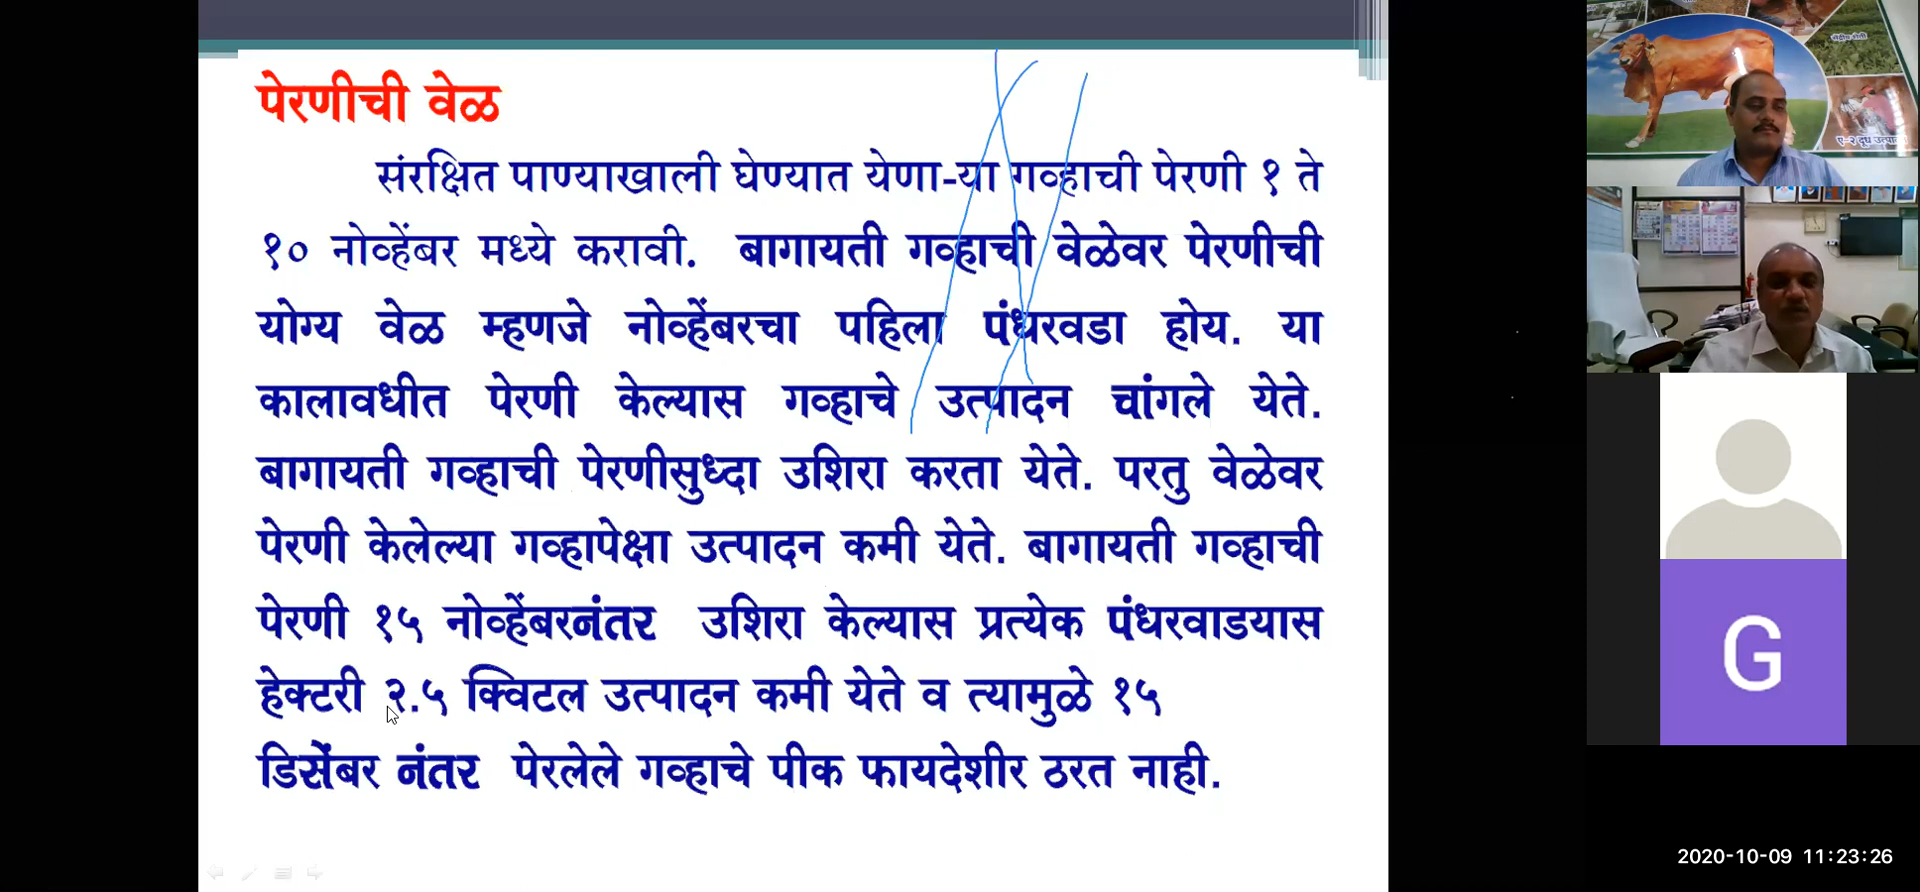 पेरणीची वेळ
संरक्षित पाण्याखाली घेण्यात येणा-या गव्हाची पेरणी १ ते
१० नोव्हेंबर मध्ये करावी. बागायती गव्हाची वेळेवर पेरणीची
योग्य वेळ म्हणजे नोव्हेंबरचा पहिला पंधरवडा होय. या
कालावधीत पेरणी केल्यास गव्हाचे उत्पादन चांगले येते.
बागायती गव्हाची पेरणीसुध्दा उशिरा करता येते. परतु वेळेवर
पेरणी केलेल्या गव्हापेक्षा उत्पादन कमी येते. बागायती गव्हाची
पेरणी १५ नोव्हेंबरनंतर उशिरा केल्यास प्रत्येक पंधरवाडयास
हेक्टरी २.५ क्विटल उत्पादन कमी येते व त्यामुळे १५
डिसेंबर नंतर पेरलेले गव्हाचे पीक फायदेशीर ठरत नाही.
G
2020-10-09 11:23:26